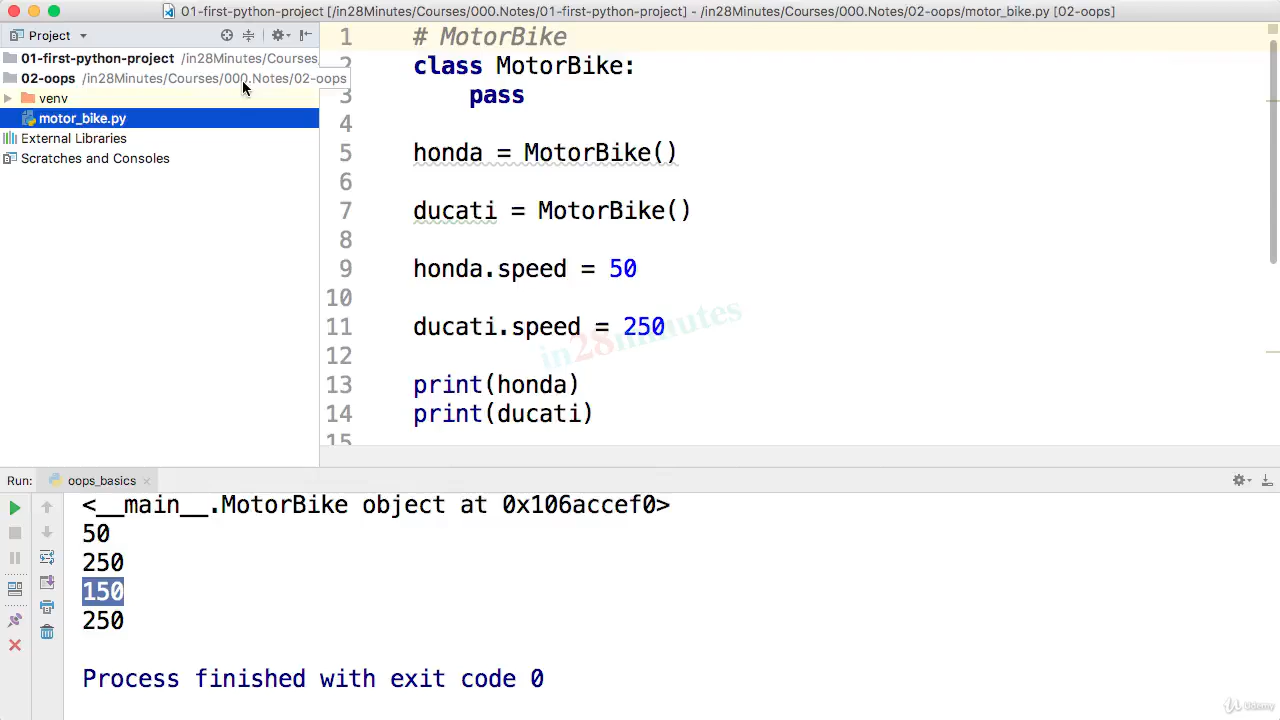 01-first-python-project [/in28Minutes/Courses/000.Notes/01-first-python-project] - /in28Minutes/Courses/000.Notes/02-oops/motor_bike.py [02-oops]
Project
01-first-python-project /in28Minutes/Courses
02-oops /in28Minutes/Courses/000.Notes/02-oops
venv
motor_bike.py
External Libraries
Scratches and Consoles
1 # MotorBike
2 class MotorBike:
3 pass
4
5 honda = MotorBike()
6
7 ducati = MotorBike()
8
9 honda.speed = 50
10
11 ducati.speed = 250
12
13 print(honda)
14 print(ducati)
15
in28minutes
Run: oops_basics
<__main__.MotorBike object at 0x106accef0>
50
250
150
250
Process finished with exit code 0
Udemy